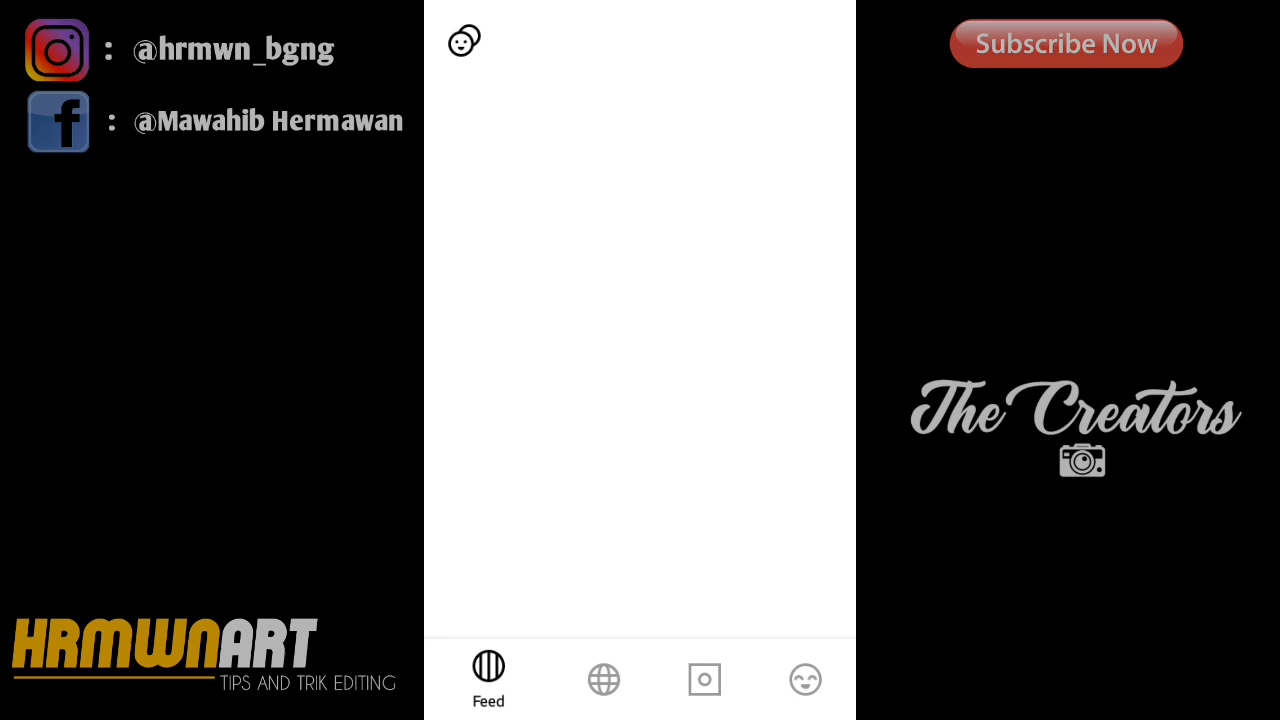 : @hrmwn_bgng
: @Mawahib Hermawan
Subscribe Now
The Creators
HRMWNART
TIPS AND TRIK EDITING
Feed